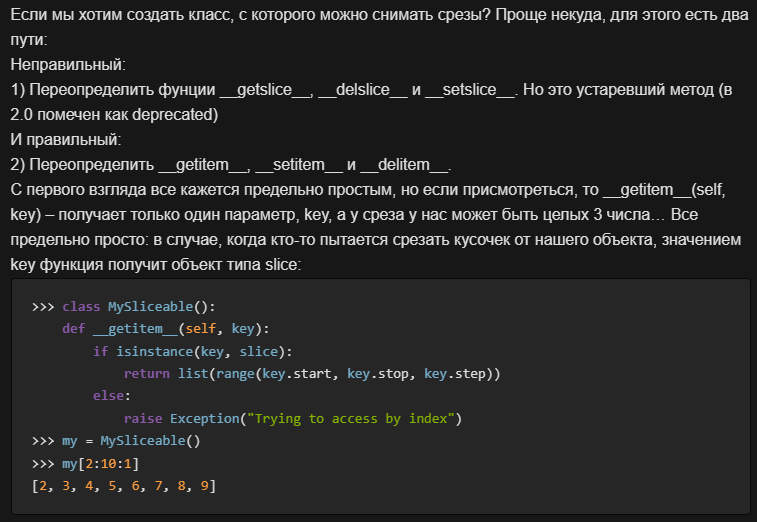 Если мы хотим создать класс, с которого можно снимать срезы? Проще некуда, для этого есть два
пути:
Неправильный:
1) Переопределить фунции __getslice__, __delslice__ и __setslice__. Но это устаревший метод (в
2.0 помечен как deprecated)
И правильный:
2) Переопределить __getitem__, __setitem__ и __delitem__.
С первого взгляда все кажется предельно простым, но если присмотреться, то __getitem__(self,
key) – получает только один параметр, key, а у среза у нас может быть целых 3 числа… Все
предельно просто: в случае, когда кто-то пытается срезать кусочек от нашего объекта, значением
key функция получит объект типа slice:
>>> class MySliceable():
    def __getitem__(self, key):
        if isinstance(key, slice):
            return list(range(key.start, key.stop, key.step))
        else:
            raise Exception("Trying to access by index")
>>> my = MySliceable()
>>> my[2:10:1]
[2, 3, 4, 5, 6, 7, 8, 9]